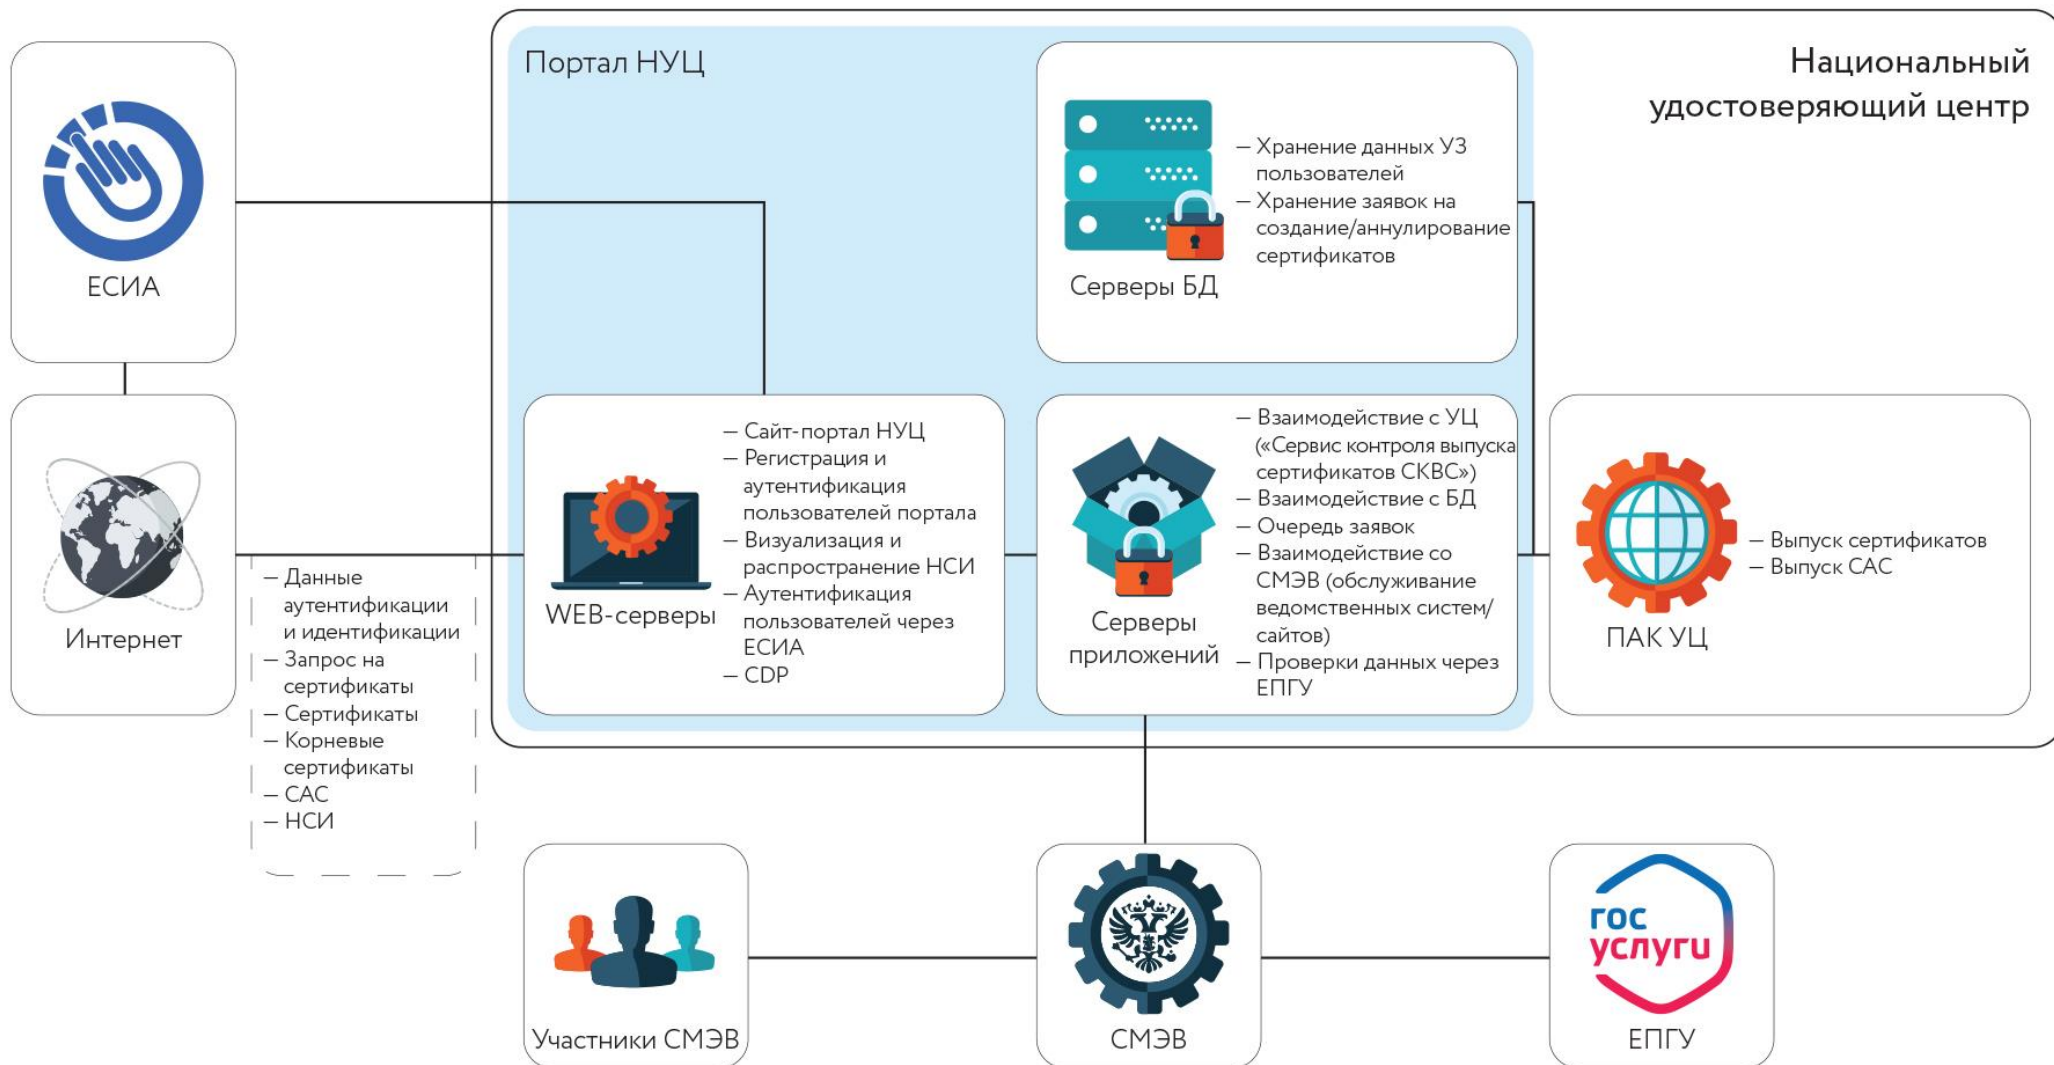 Портал НУЦ
Национальный
удостоверяющий центр
ЕСИА
— Хранение данных УЗ
пользователей
— Хранение заявок на
создание/аннулирование
сертификатов
Серверы БД
Интернет
— Данные
аутентификации
и идентификации
— Запрос на
сертификаты
— Сертификаты
— Корневые
сертификаты
— САС
— НСИ
WEB-серверы
— Сайт-портал НУЦ
— Регистрация и
аутентификация
пользователей портала
— Визуализация и
распространение НСИ
— Аутентификация
пользователей через
ЕСИА
— CDP
Серверы
приложений
— Взаимодействие с УЦ
(«Сервис контроля выпуска
сертификатов СКВС»)
— Взаимодействие с БД
— Очередь заявок
— Взаимодействие со
СМЭВ (обслуживание
ведомственных систем/
сайтов)
— Проверки данных через
ЕПГУ
ПАК УЦ
— Выпуск сертификатов
— Выпуск САС
Участники СМЭВ
СМЭВ
гос
услуги
ЕПГУ